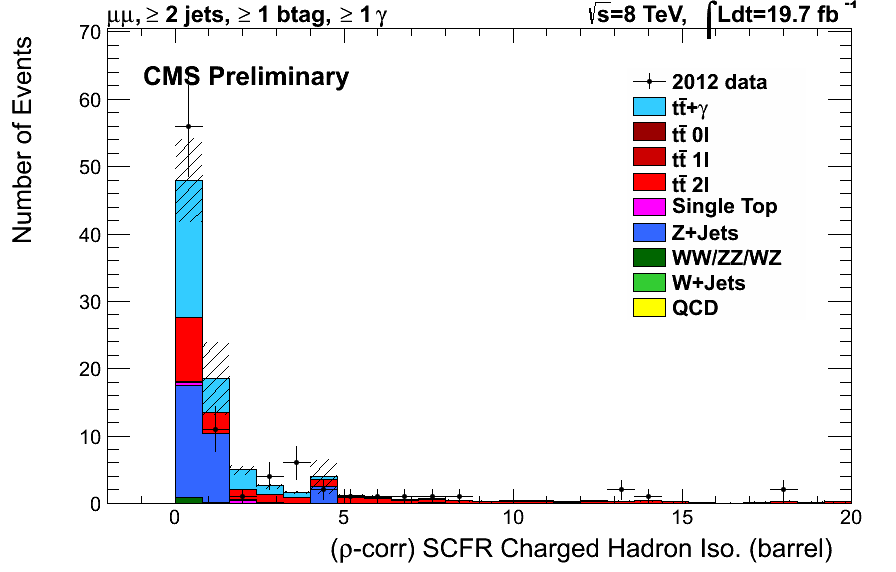 μμ, ≥ 2 jets, ≥ 1 btag, ≥ 1 γ
√s=8 TeV, ∫Ldt=19.7 fb⁻¹
CMS Preliminary
2012 data
tt̄+γ
tt̄ 0l
tt̄ 1l
tt̄ 2l
Single Top
Z+Jets
WW/ZZ/WZ
W+Jets
QCD
Number of Events
70
60
50
40
30
20
10
0
0 5 10 15 20
(ρ-corr) SCFR Charged Hadron Iso. (barrel)